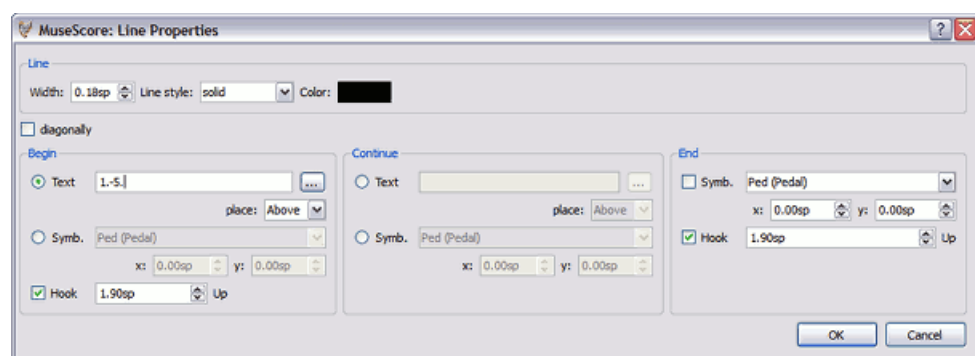 MuseScore: Line Properties
Line
Width: 0.18sp Line style: solid Color:
diagonally
Begin
Text 1.-5. ...
place: Above
Symb. Ped (Pedal)
x: 0.00sp y: 0.00sp
Hook 1.90sp Up
Continue
Text ...
place: Above
Symb. Ped (Pedal)
x: 0.00sp y: 0.00sp
End
Symb. Ped (Pedal)
x: 0.00sp y: 0.00sp
Hook 1.90sp Up
OK Cancel